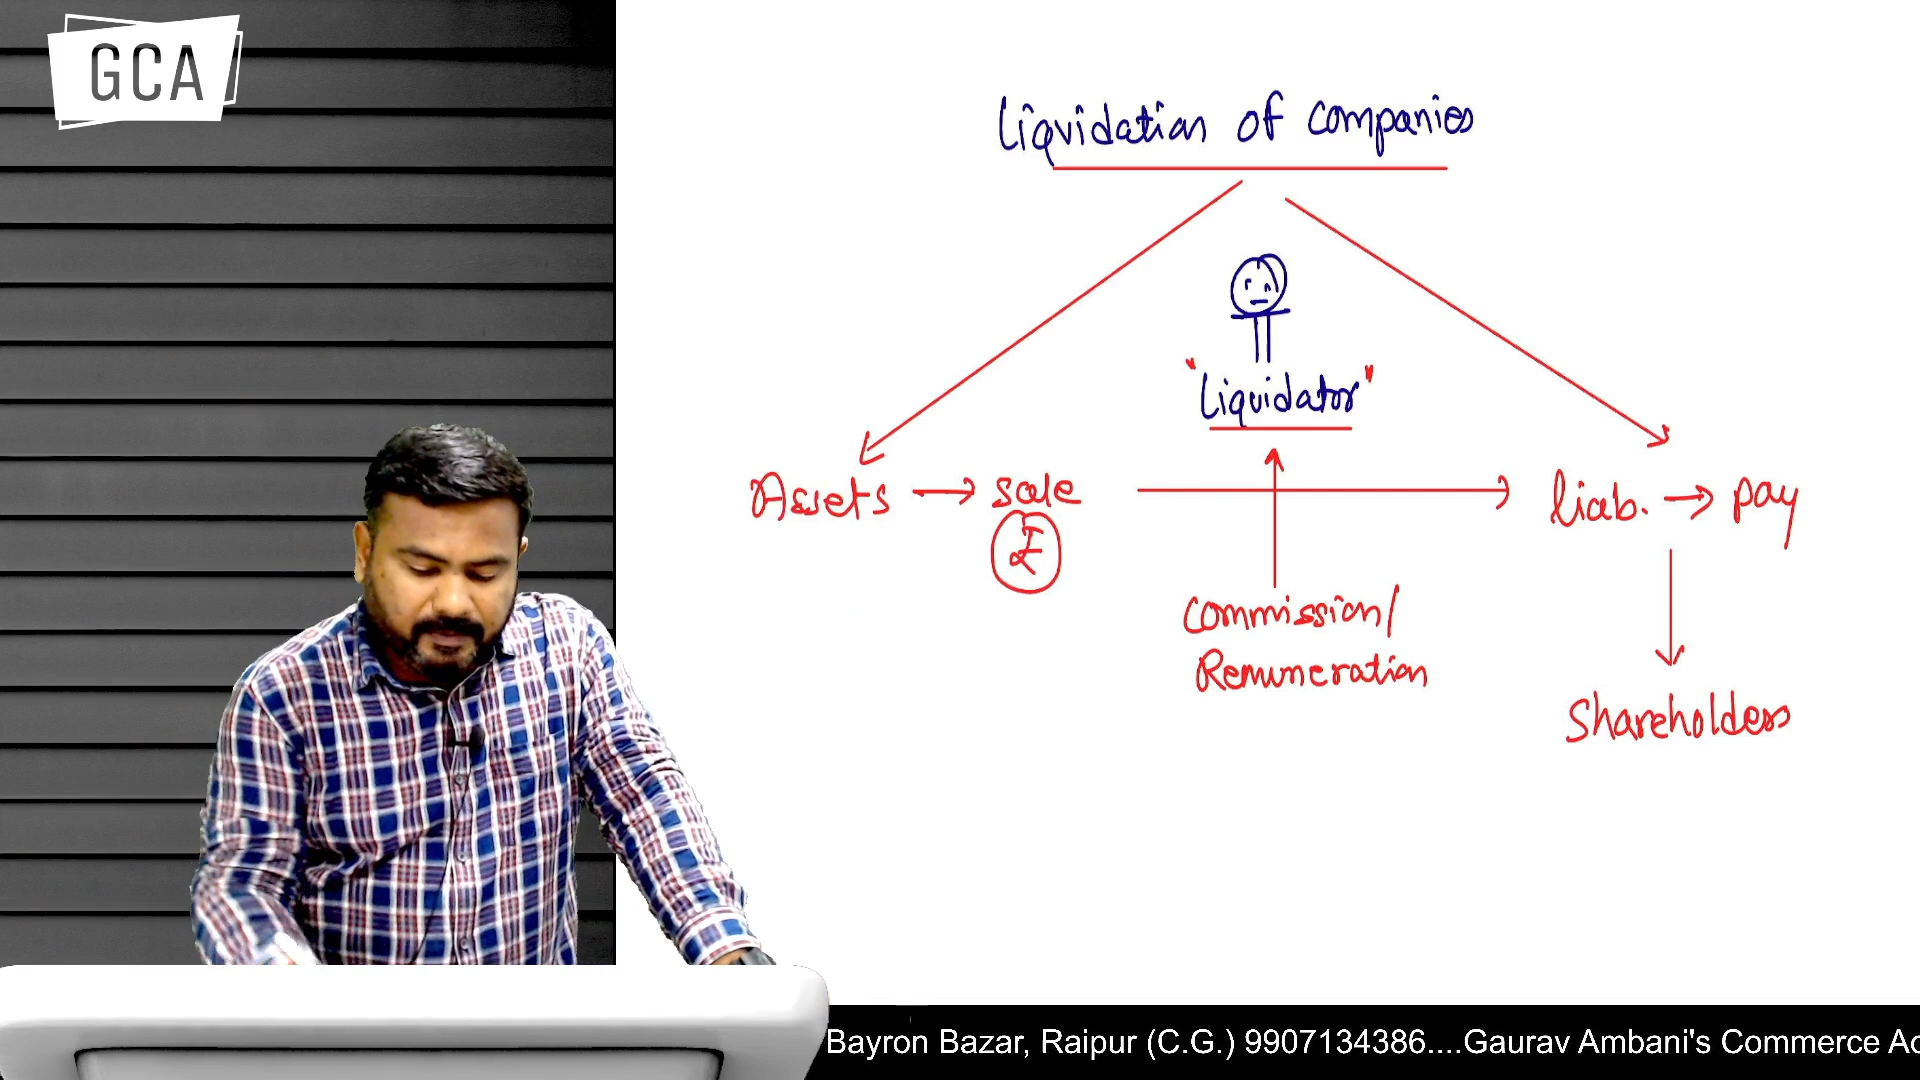 GCA
Liquidation of companies
"Liquidator"
Assets → sale → liab. → pay
₹
Commission/
Remuneration
Shareholders
Bayron Bazar, Raipur (C.G.) 9907134386....Gaurav Ambani's Commerce Ac